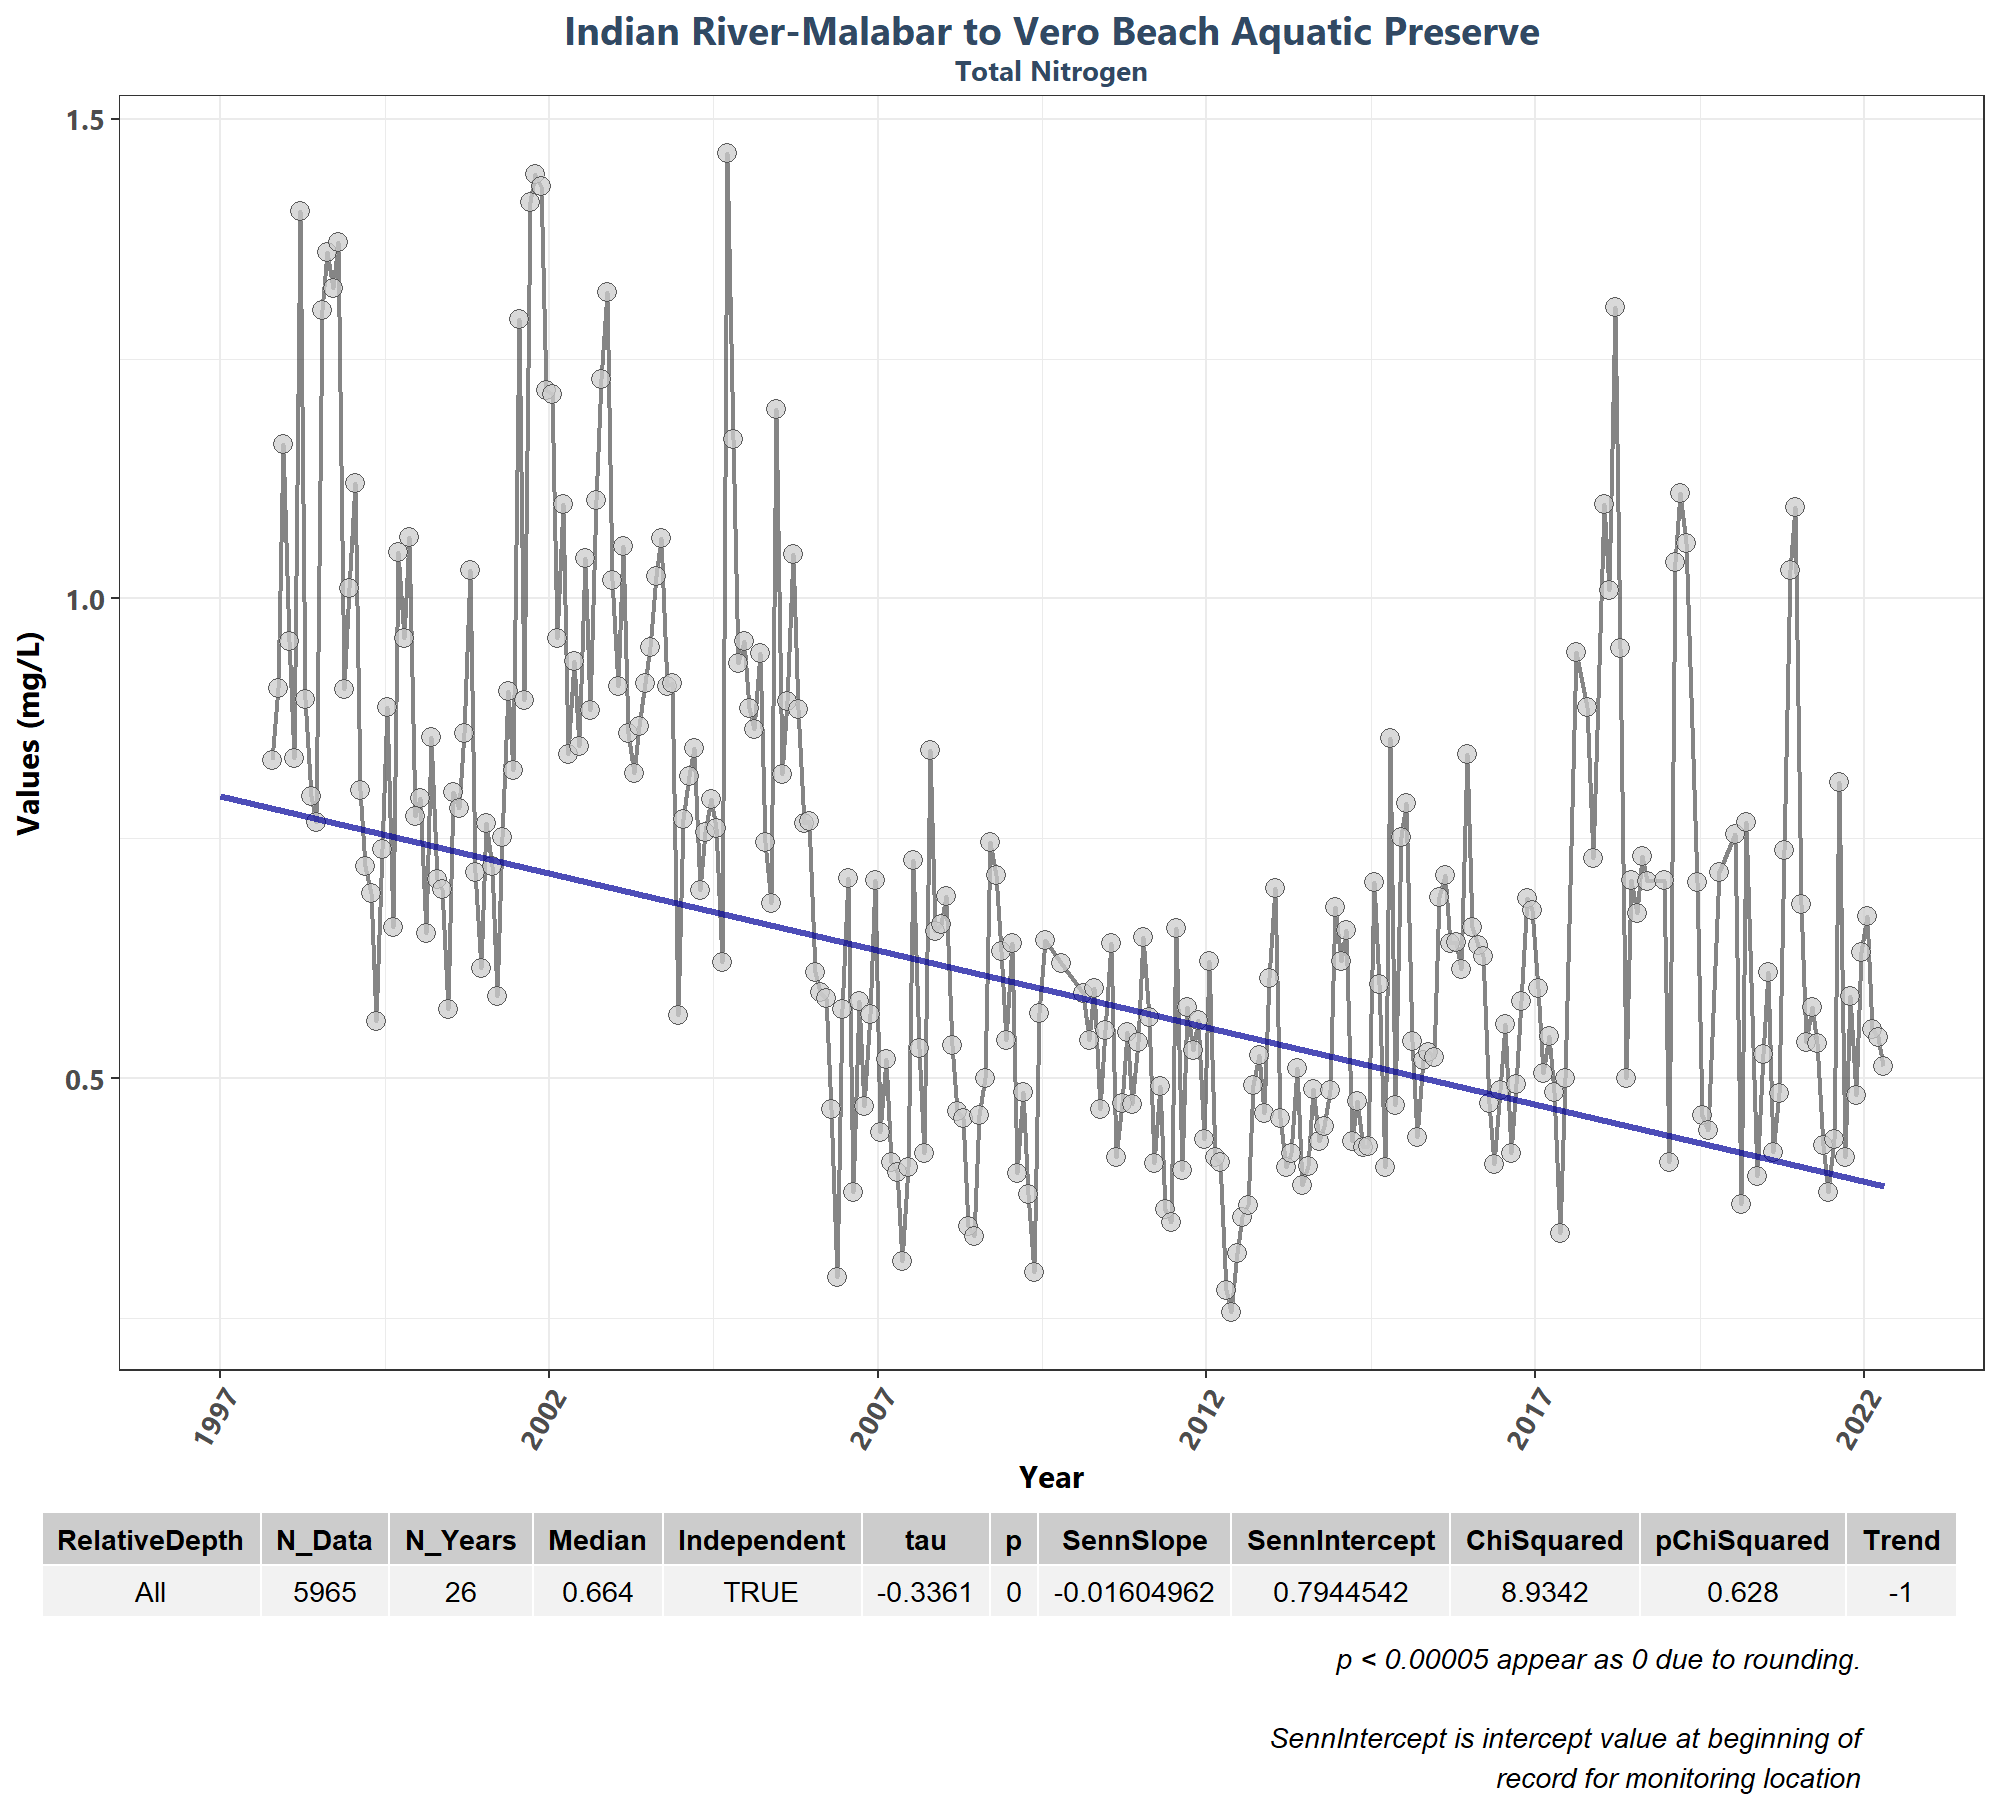 Indian River-Malabar to Vero Beach Aquatic Preserve
Total Nitrogen
Values (mg/L)
1.5
1.0
0.5
1997 2002 2007 2012 2017 2022
Year
RelativeDepth N_Data N_Years Median Independent tau p SennSlope SennIntercept ChiSquared pChiSquared Trend
All 5965 26 0.664 TRUE -0.3361 0 -0.01604962 0.7944542 8.9342 0.628 -1
p < 0.00005 appear as 0 due to rounding.
SennIntercept is intercept value at beginning of
record for monitoring location